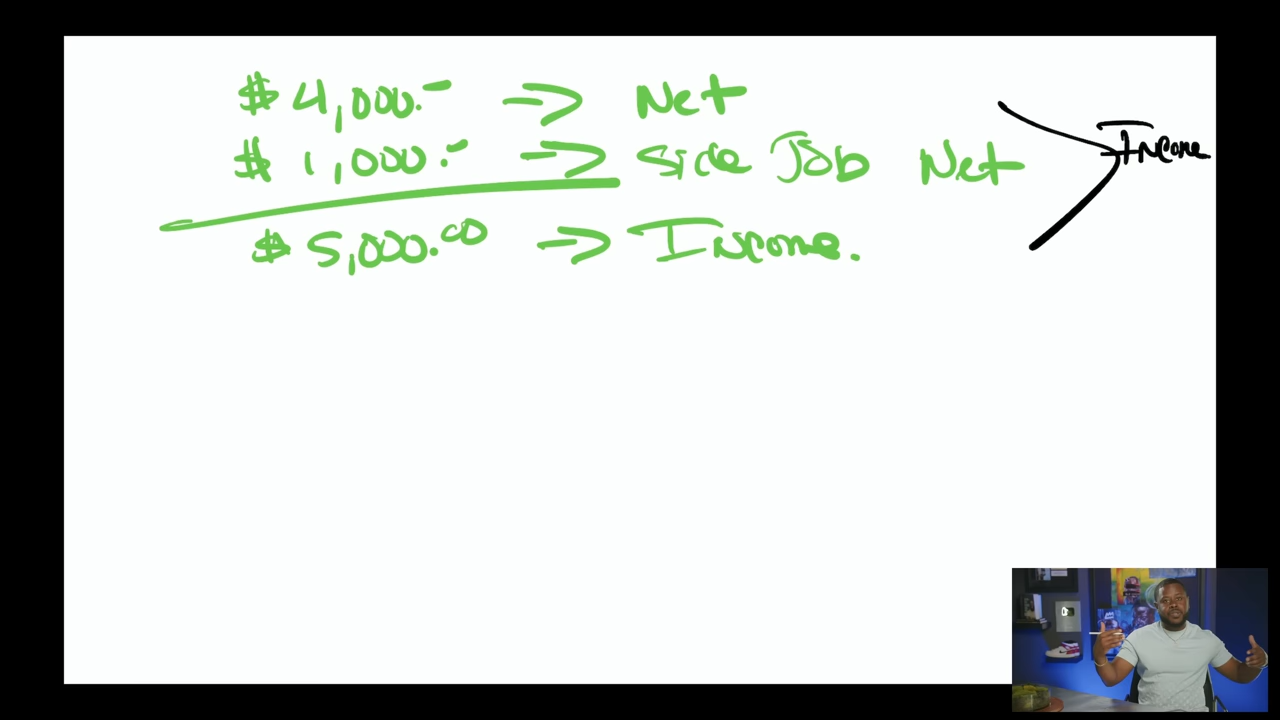 $ 4,000.- -> Net
$ 1,000.- -> Side Job Net
$ 5,000.00 -> Income.
Income